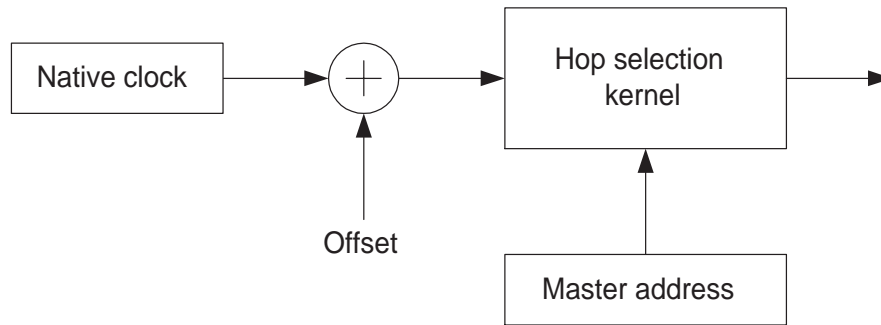 Native clock
Hop selection
kernel
Offset
Master address